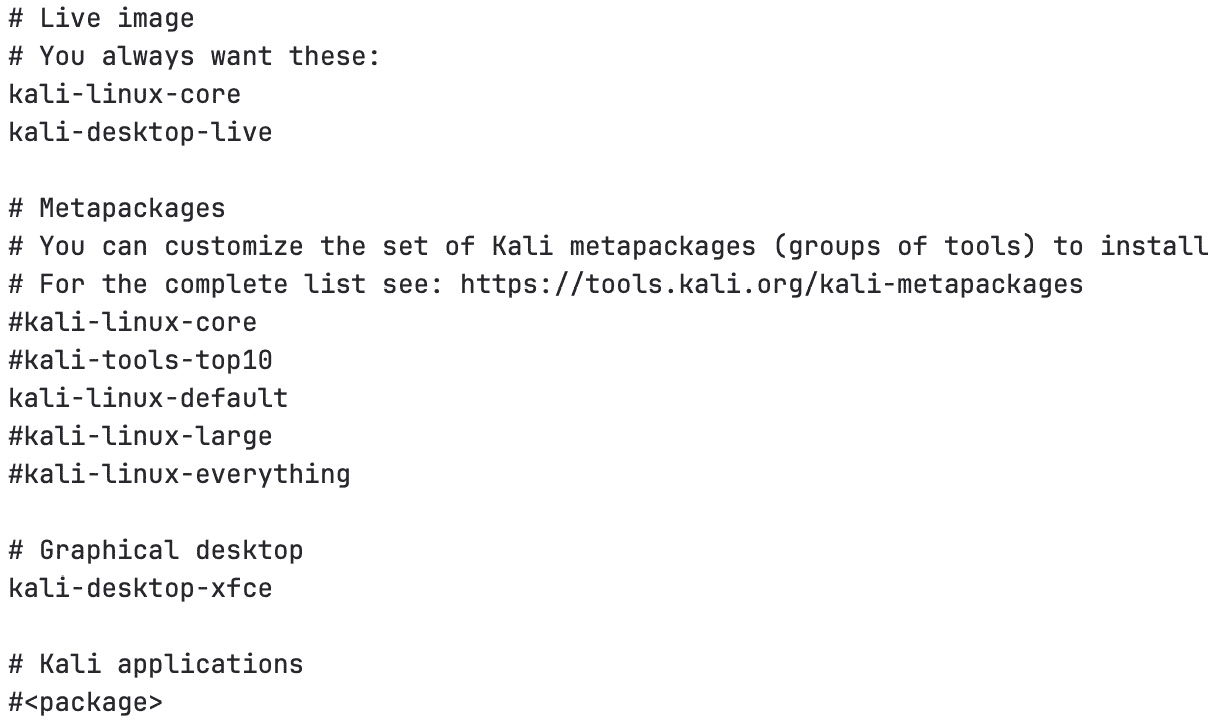 # Live image
# You always want these:
kali-linux-core
kali-desktop-live

# Metapackages
# You can customize the set of Kali metapackages (groups of tools) to install
# For the complete list see: https://tools.kali.org/kali-metapackages
#kali-linux-core
#kali-tools-top10
kali-linux-default
#kali-linux-large
#kali-linux-everything

# Graphical desktop
kali-desktop-xfce

# Kali applications
#<package>